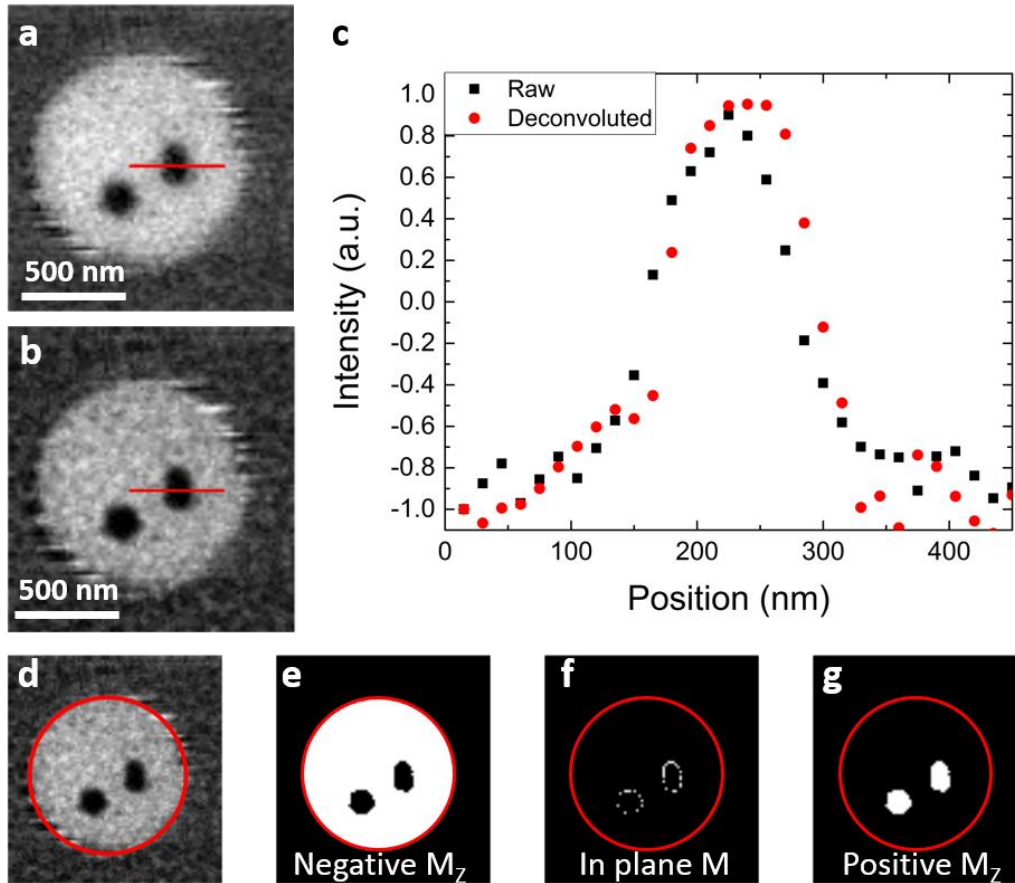 a
500 nm
b
500 nm
c
Raw
Deconvoluted
1.0
0.8
0.6
0.4
0.2
0.0
-0.2
-0.4
-0.6
-0.8
-1.0
Intensity (a.u.)
0
100
200
300
400
Position (nm)
d
e
Negative MZ
f
In plane M
g
Positive MZ